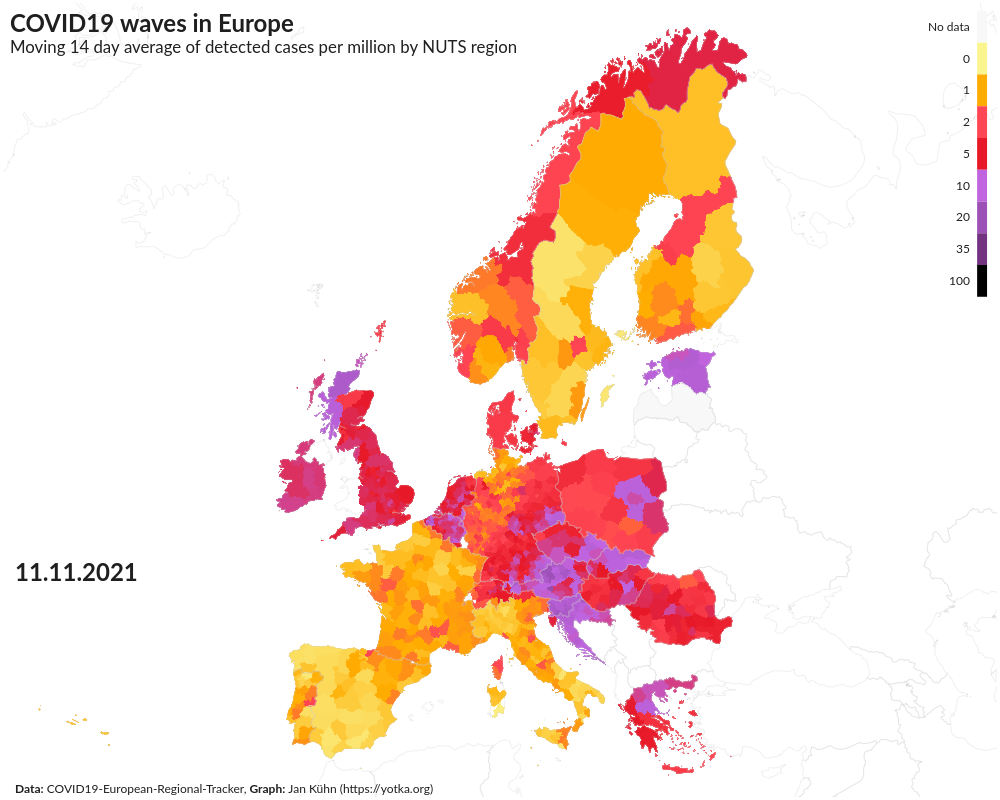 COVID19 waves in Europe
Moving 14 day average of detected cases per million by NUTS region
No data
0
1
2
5
10
20
35
100
11.11.2021
Data: COVID19-European-Regional-Tracker, Graph: Jan Kühn (https://yotka.org)